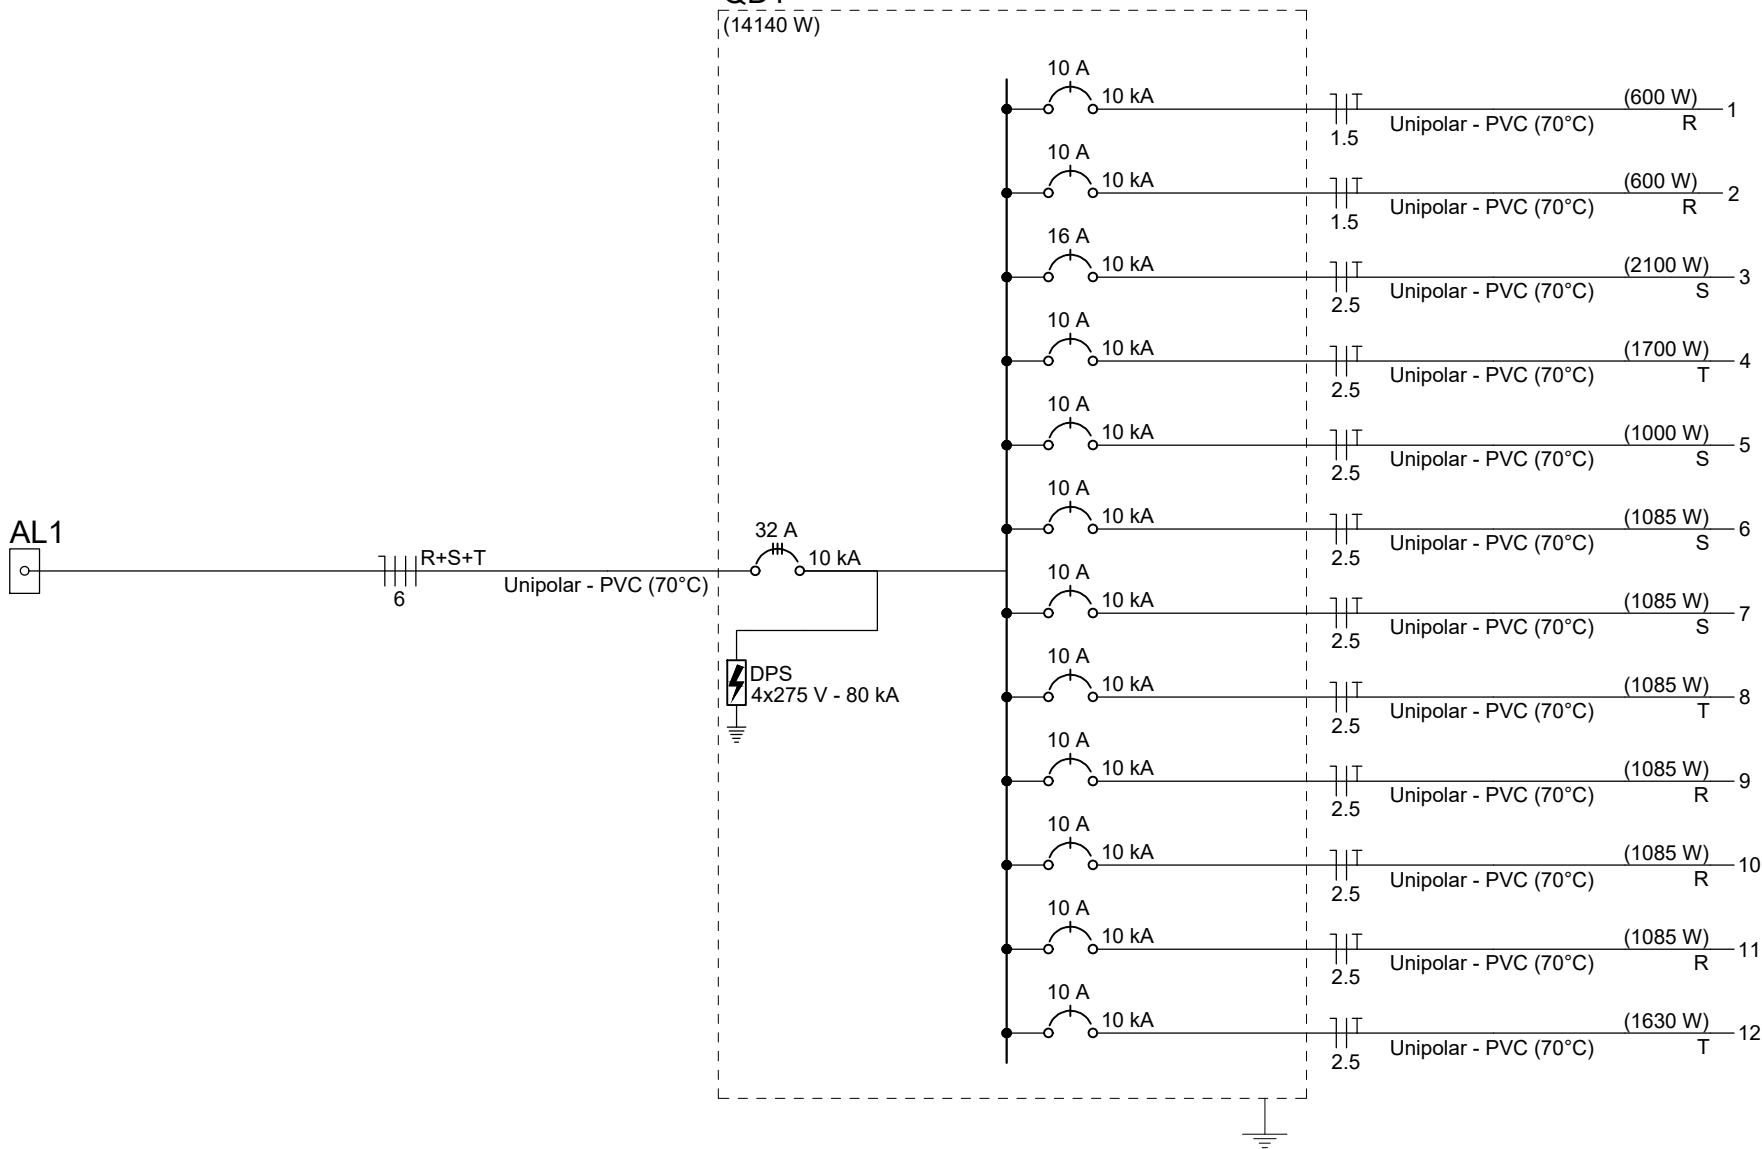 (14140 W)
10 A
10 kA
1.5
Unipolar - PVC (70°C)
(600 W)
R
1
10 A
10 kA
1.5
Unipolar - PVC (70°C)
(600 W)
R
2
16 A
10 kA
2.5
Unipolar - PVC (70°C)
(2100 W)
S
3
10 A
10 kA
2.5
Unipolar - PVC (70°C)
(1700 W)
T
4
10 A
10 kA
2.5
Unipolar - PVC (70°C)
(1000 W)
S
5
10 A
10 kA
2.5
Unipolar - PVC (70°C)
(1085 W)
S
6
AL1
6
R+S+T
Unipolar - PVC (70°C)
32 A
10 kA
DPS
4x275 V - 80 kA
10 A
10 kA
2.5
Unipolar - PVC (70°C)
(1085 W)
S
7
10 A
10 kA
2.5
Unipolar - PVC (70°C)
(1085 W)
T
8
10 A
10 kA
2.5
Unipolar - PVC (70°C)
(1085 W)
R
9
10 A
10 kA
2.5
Unipolar - PVC (70°C)
(1085 W)
R
10
10 A
10 kA
2.5
Unipolar - PVC (70°C)
(1085 W)
R
11
10 A
10 kA
2.5
Unipolar - PVC (70°C)
(1630 W)
T
12